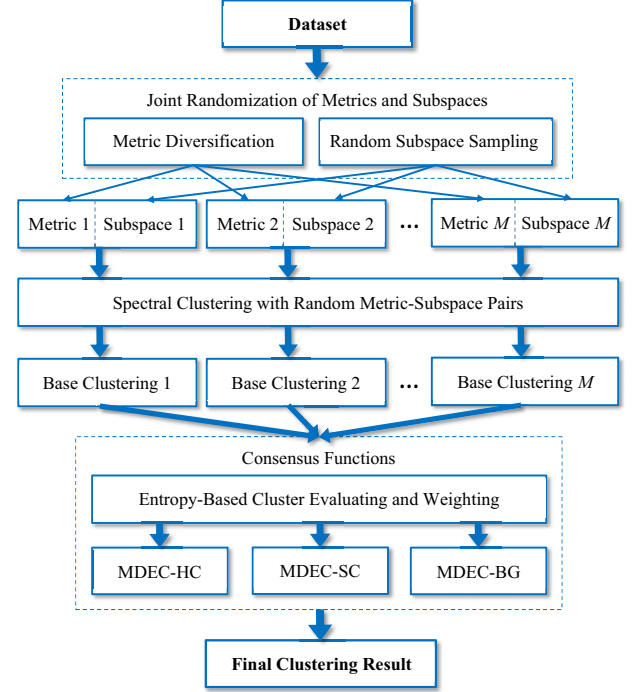 Dataset
Joint Randomization of Metrics and Subspaces
Metric Diversification
Random Subspace Sampling
Metric 1 Subspace 1
Metric 2 Subspace 2
...
Metric M Subspace M
Spectral Clustering with Random Metric-Subspace Pairs
Base Clustering 1
Base Clustering 2
...
Base Clustering M
Consensus Functions
Entropy-Based Cluster Evaluating and Weighting
MDEC-HC
MDEC-SC
MDEC-BG
Final Clustering Result